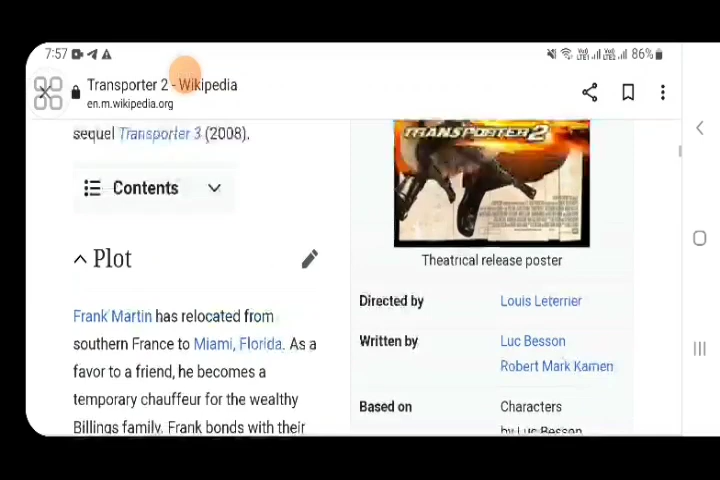 7:57
86%
Transporter 2 - Wikipedia
en.m.wikipedia.org
sequel Transporter 3 (2008).
Contents
Plot
Frank Martin has relocated from
southern France to Miami, Florida. As a
favor to a friend, he becomes a
temporary chauffeur for the wealthy
Billings family. Frank bonds with their
TRANSPORTER 2
Theatrical release poster
Directed by
Louis Leterrier
Written by
Luc Besson
Robert Mark Kamen
Based on
Characters
by Luc Besson